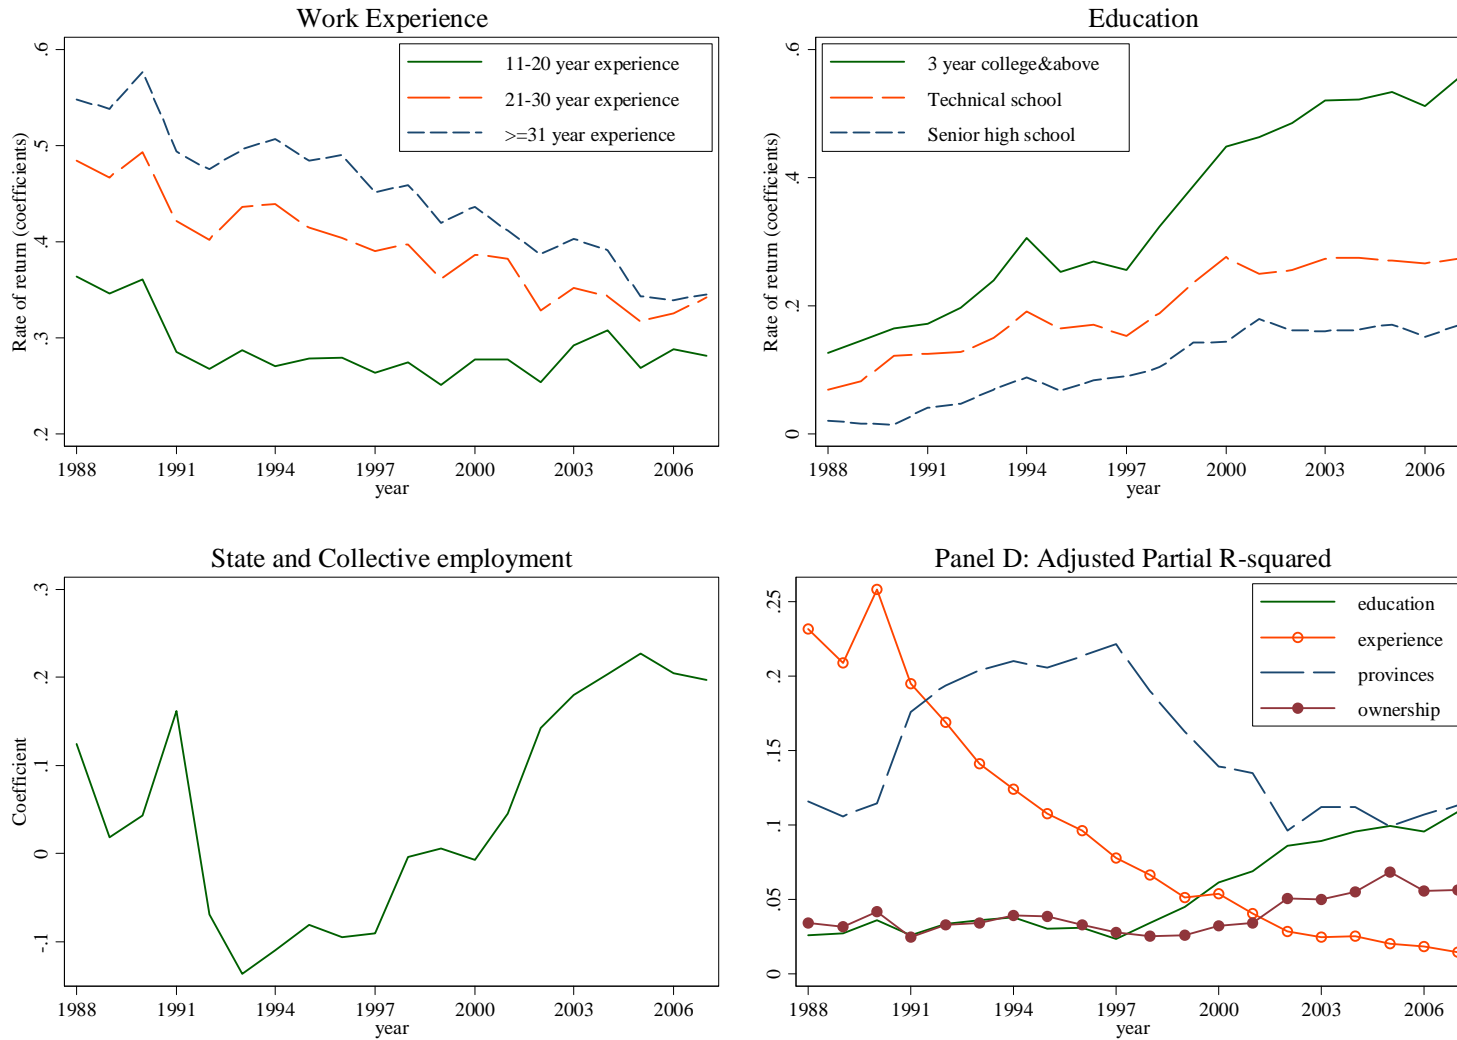 Work Experience
Rate of return (coefficients)
.6
.5
.4
.3
.2
11-20 year experience
21-30 year experience
>=31 year experience
1988
1991
1994
1997
2000
2003
2006
year
Education
Rate of return (coefficients)
.6
.4
.2
0
3 year college&above
Technical school
Senior high school
1988
1991
1994
1997
2000
2003
2006
year
State and Collective employment
Coefficient
.3
.2
.1
0
-.1
1988
1991
1994
1997
2000
2003
2006
year
Panel D: Adjusted Partial R-squared
.25
.2
.15
.1
.05
0
education
experience
provinces
ownership
1988
1991
1994
1997
2000
2003
2006
year